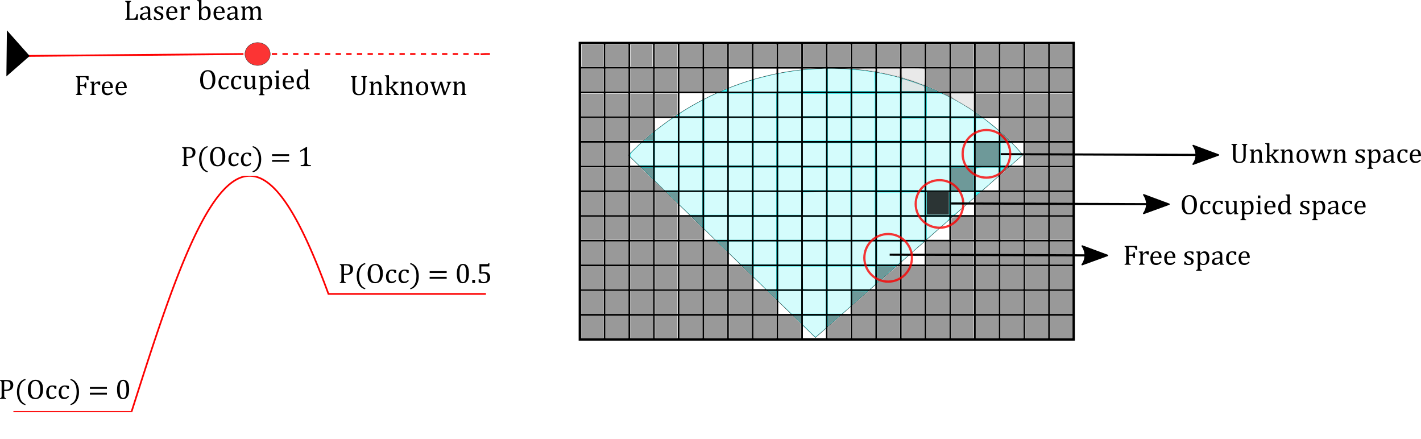 Laser beam
Free
Occupied
Unknown
P(Occ) = 1
P(Occ) = 0.5
P(Occ) = 0
Unknown space
Occupied space
Free space